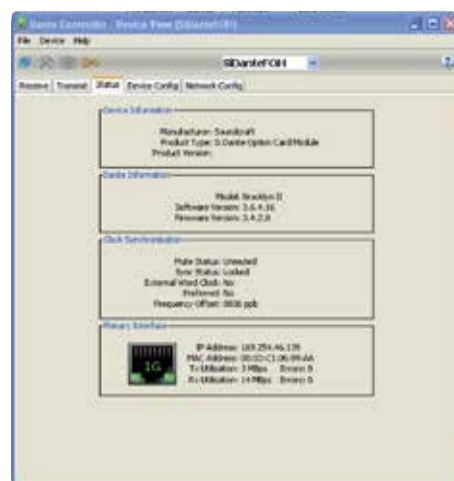 Dante Controller - Device View (SiDanteFOH)
File Device Help
SiDanteFOH
Receive Transmit Status Device Config Network Config
Device Information
Manufacturer: Soundcraft
Product Type: Si Dante Option Card Module
Product Version:
Dante Information
Model: Brooklyn II
Software Version: 3.6.4.16
Firmware Version: 3.4.2.8
Clock Synchronisation
Mute Status: Unmuted
Sync Status: Locked
External Word Clock: No
Preferred: No
Frequency Offset: ppb
Primary Interface
1G
IP Address: 169.254.46.139
MAC Address:
Tx Utilisation: 3 Mbps Errors: 0
Rx Utilisation: 14 Mbps Errors: 0